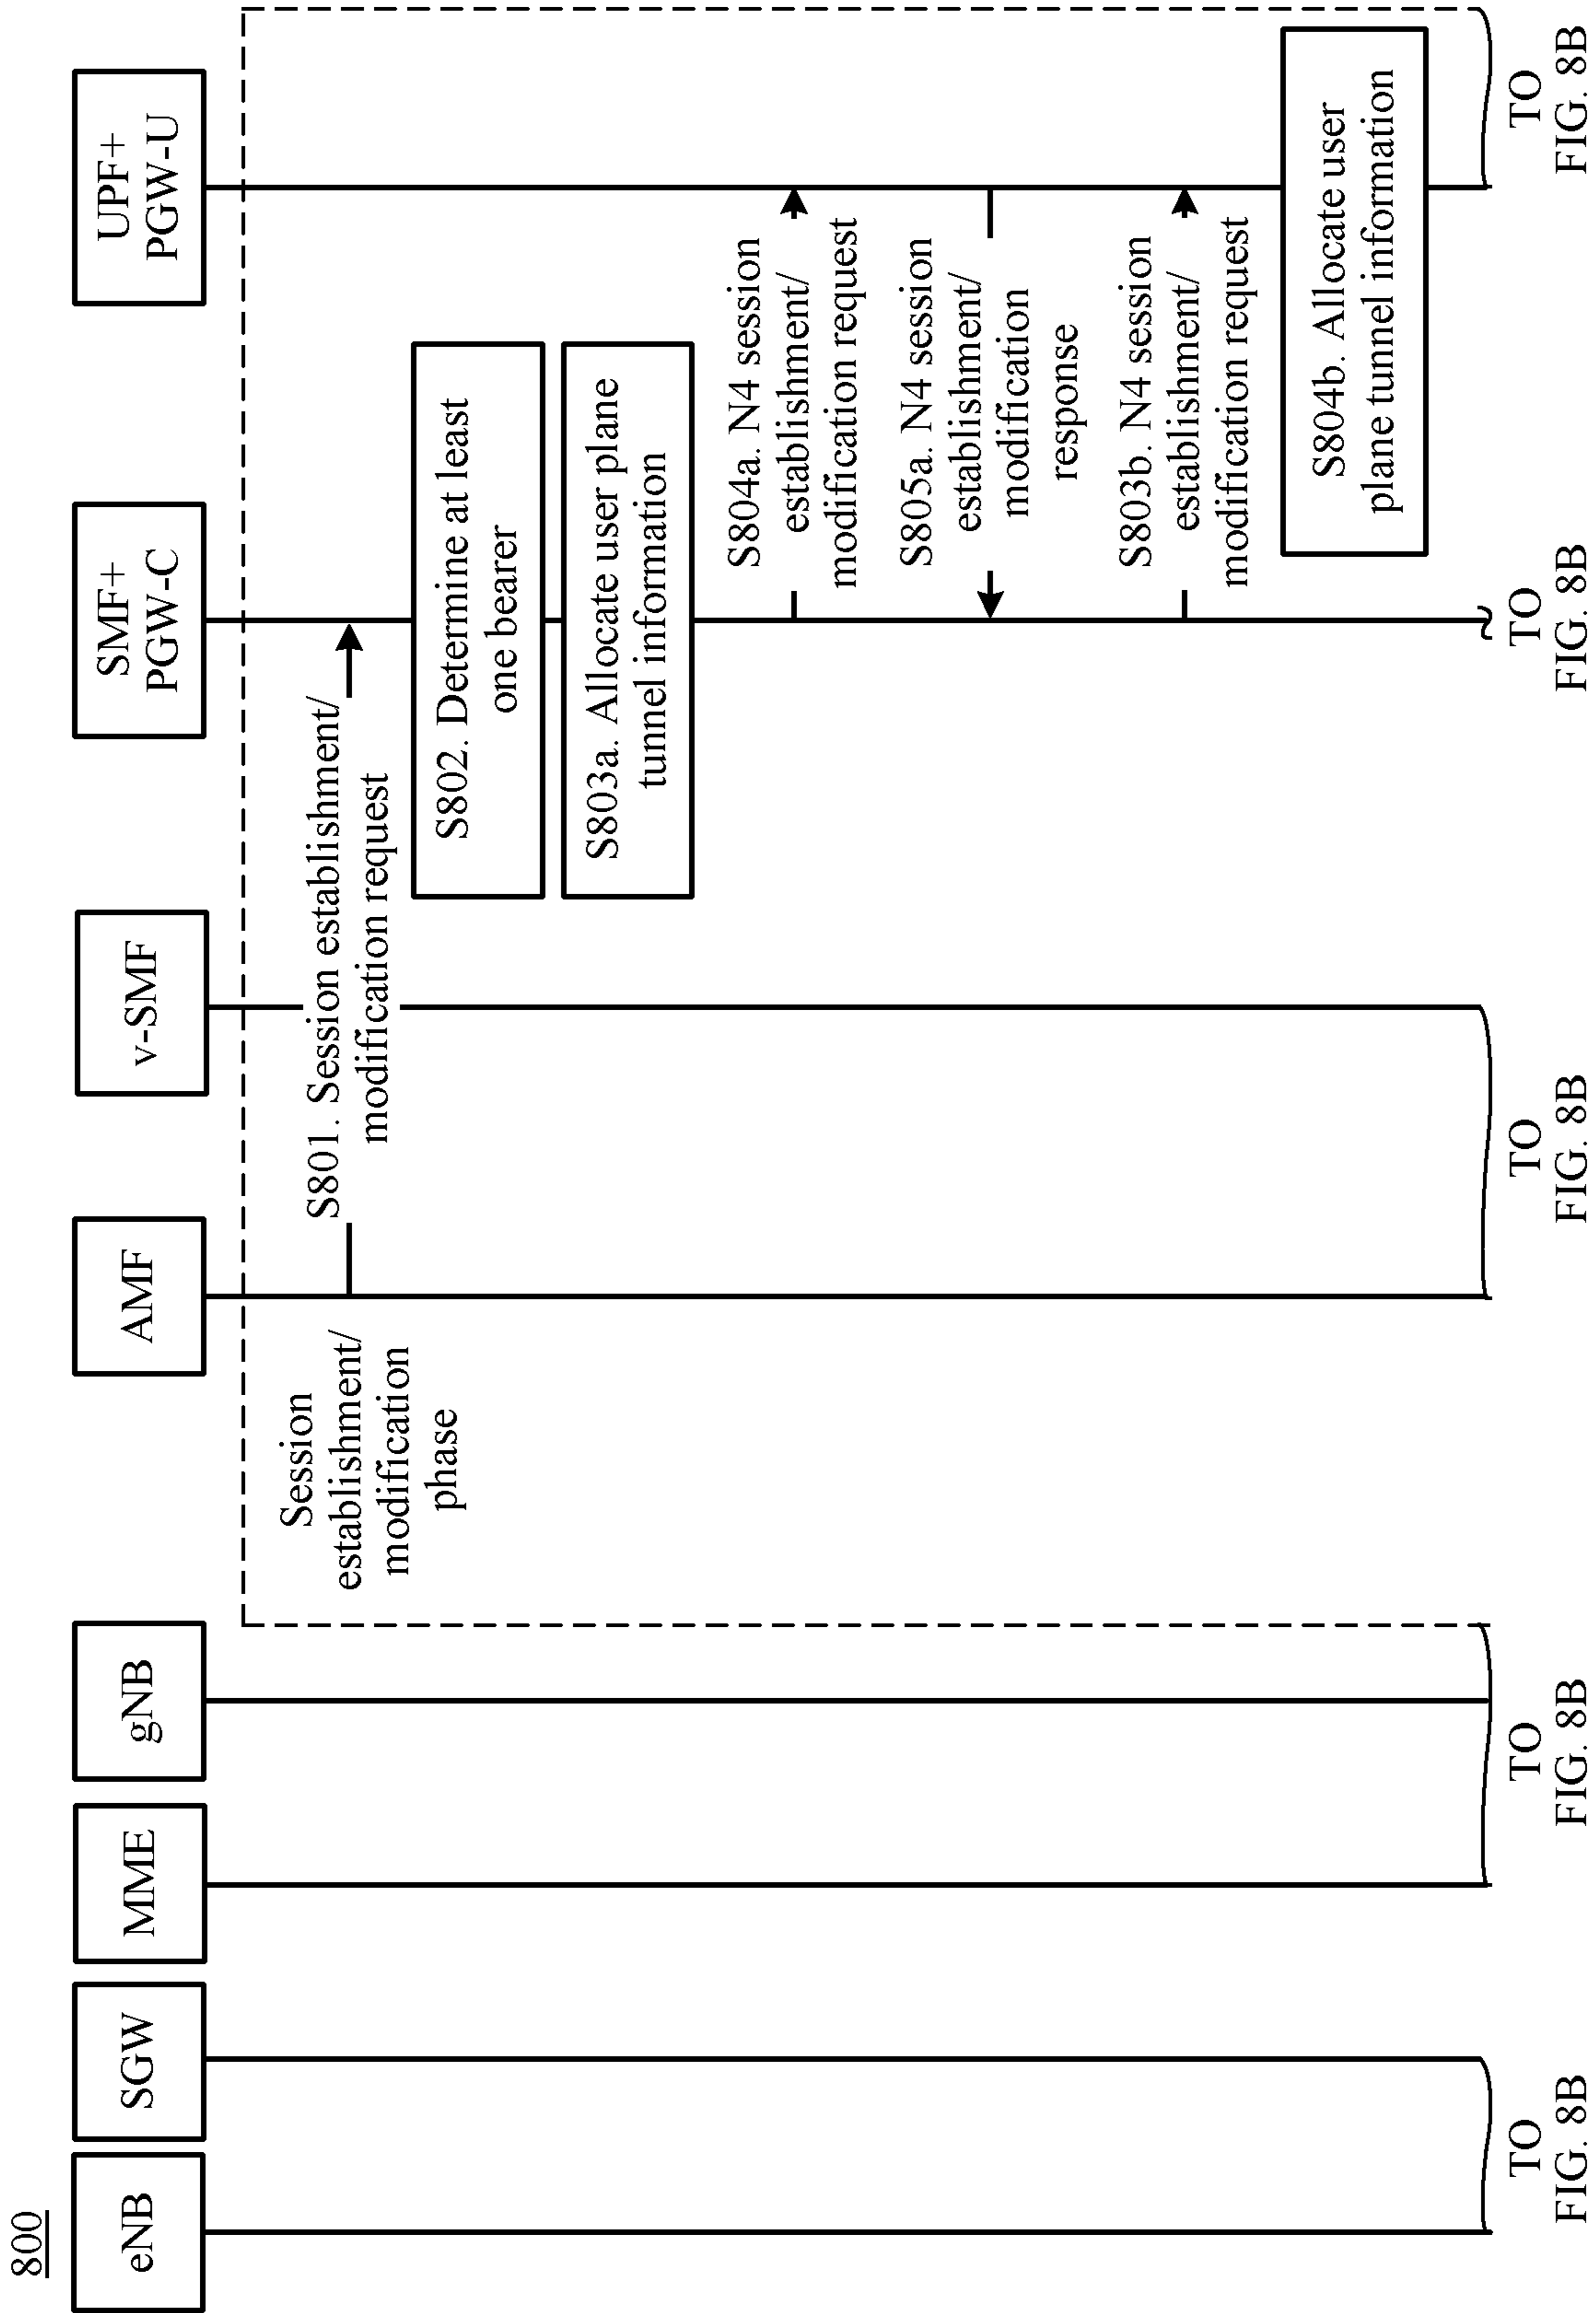 800
eNB
SGW
MME
gNB
AMF
v-SMF
SMF+
PGW-C
UPF+
PGW-U
Session
establishment/
modification
phase
S801. Session establishment/
modification request
S802. Determine at least
one bearer
S803a. Allocate user plane
tunnel information
S804a. N4 session
establishment/
modification request
S805a. N4 session
establishment/
modification
response
S803b. N4 session
establishment/
modification request
S804b. Allocate user
plane tunnel information
TO
FIG. 8B
TO
FIG. 8B
TO
FIG. 8B
TO
FIG. 8B
TO
FIG. 8B